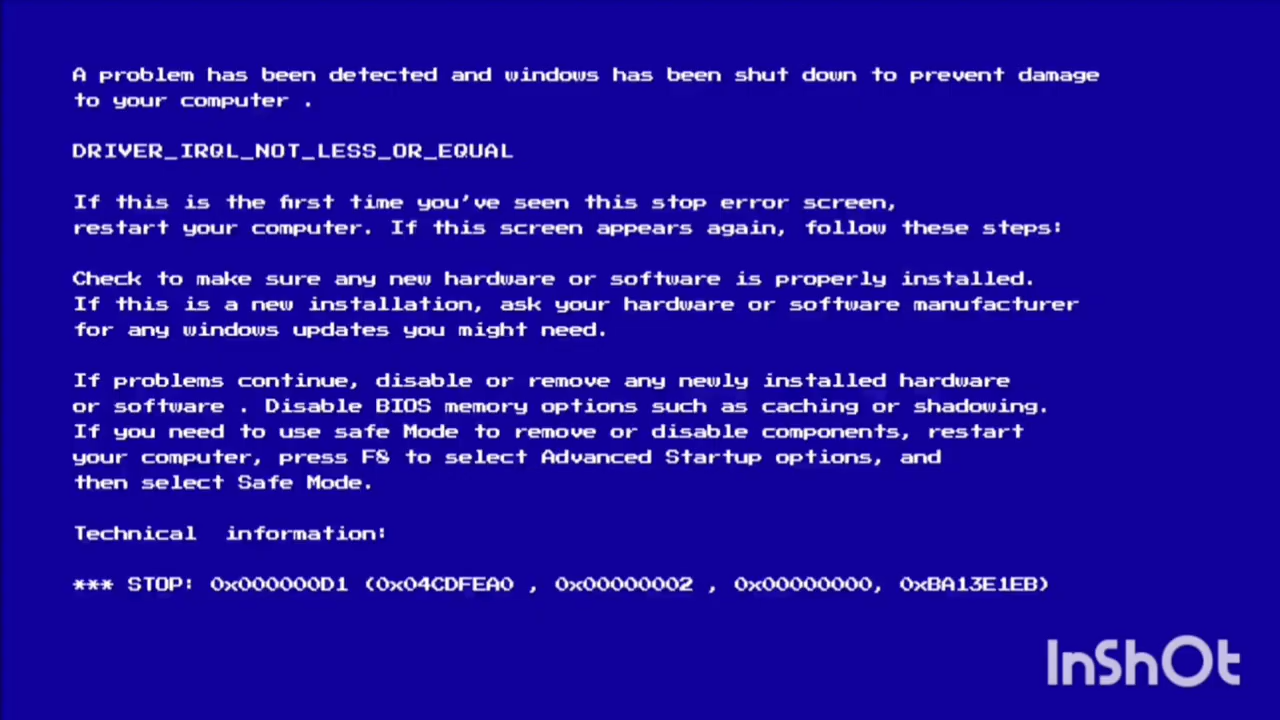 A problem has been detected and windows has been shut down to prevent damage
to your computer .
DRIVER_IRQL_NOT_LESS_OR_EQUAL
If this is the first time you've seen this stop error screen,
restart your computer. If this screen appears again, follow these steps:
Check to make sure any new hardware or software is properly installed.
If this is a new installation, ask your hardware or software manufacturer
for any windows updates you might need.
If problems continue, disable or remove any newly installed hardware
or software . Disable BIOS memory options such as caching or shadowing.
If you need to use safe Mode to remove or disable components, restart
your computer, press F& to select Advanced Startup options, and
then select Safe Mode.
Technical information:
*** STOP: 0x000000D1 (0x04CDFEA0 , 0x00000002 , 0x00000000, 0xBA13E1EB)
InShOt